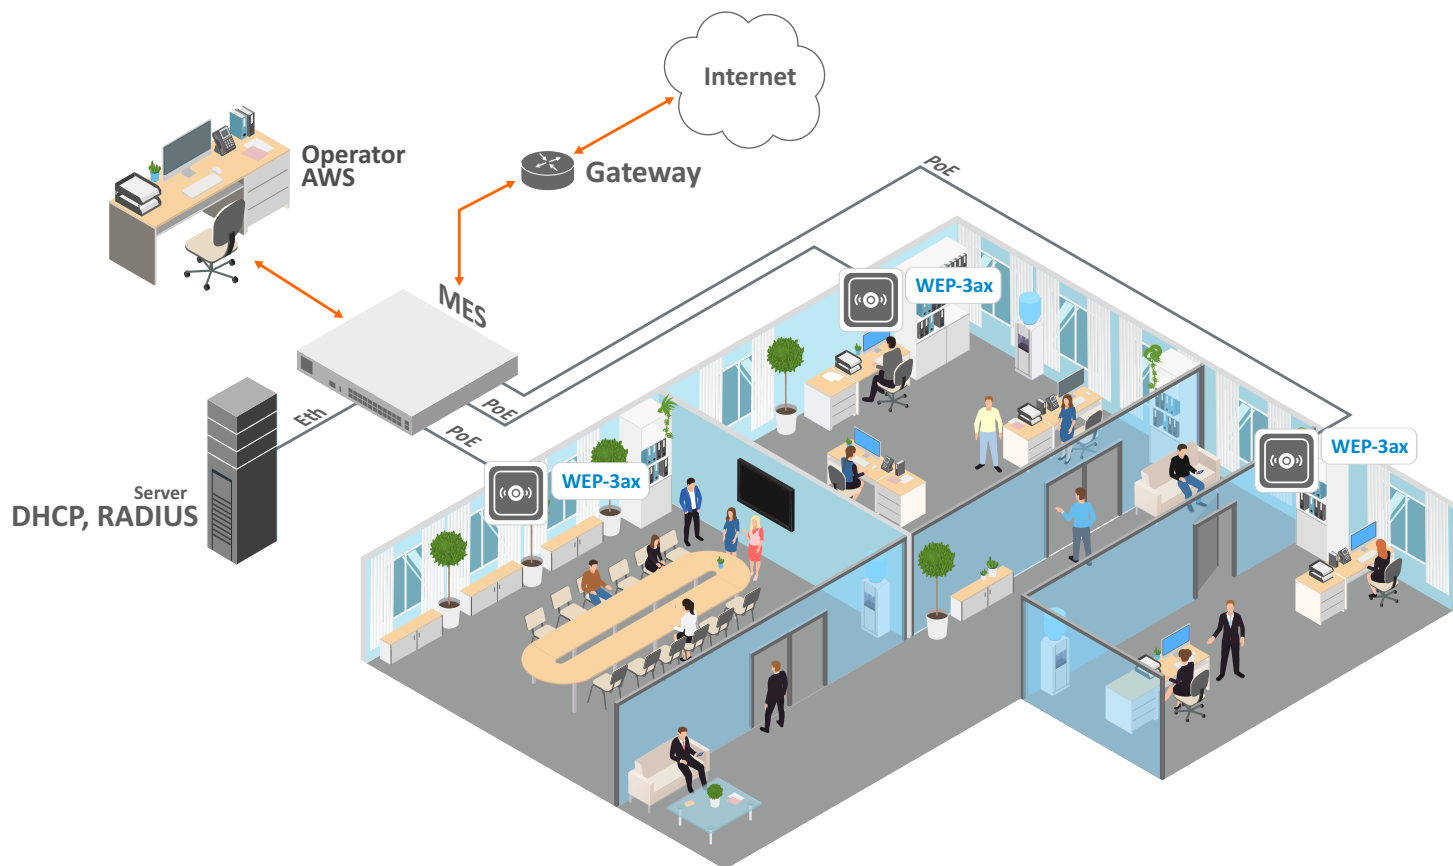 Internet
Operator
AWS
Gateway
PoE
MES
WEP-3ax
Eth
PoE
PoE
WEP-3ax
WEP-3ax
Server
DHCP, RADIUS